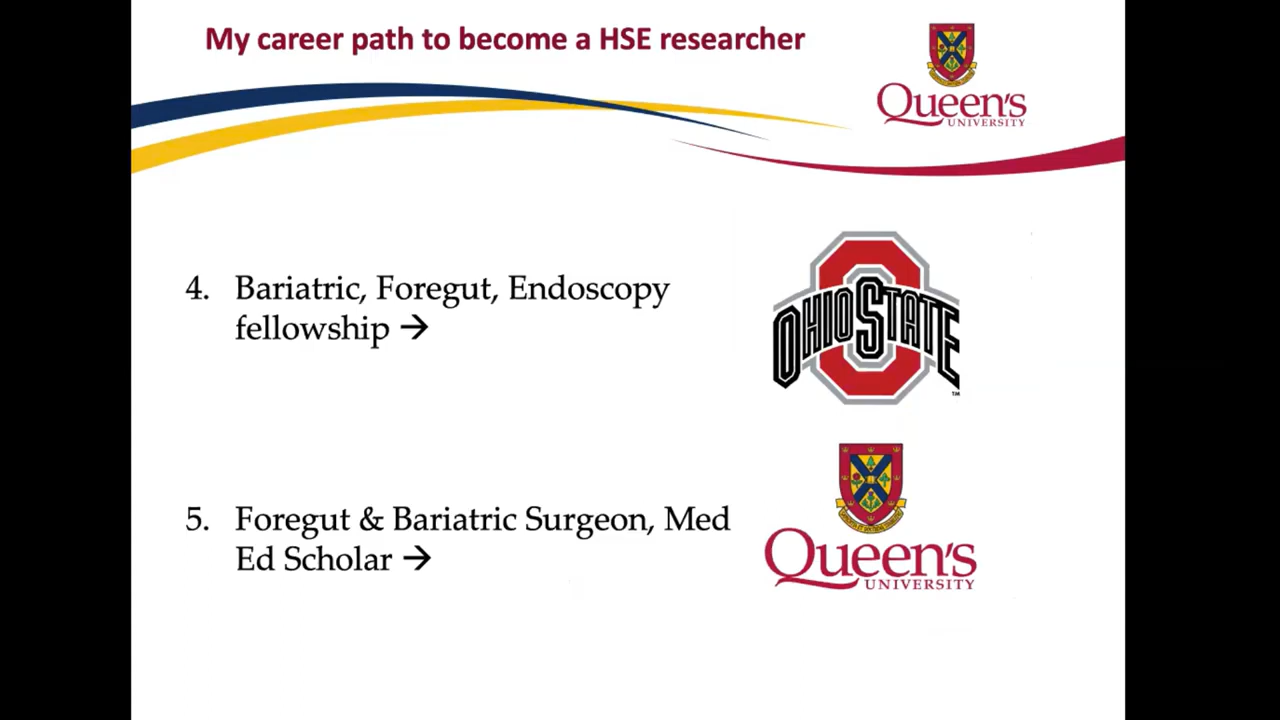 My career path to become a HSE researcher
Queen's
UNIVERSITY
4. Bariatric, Foregut, Endoscopy
fellowship →
OHIO STATE
TM
5. Foregut & Bariatric Surgeon, Med
Ed Scholar →
Queen's
UNIVERSITY